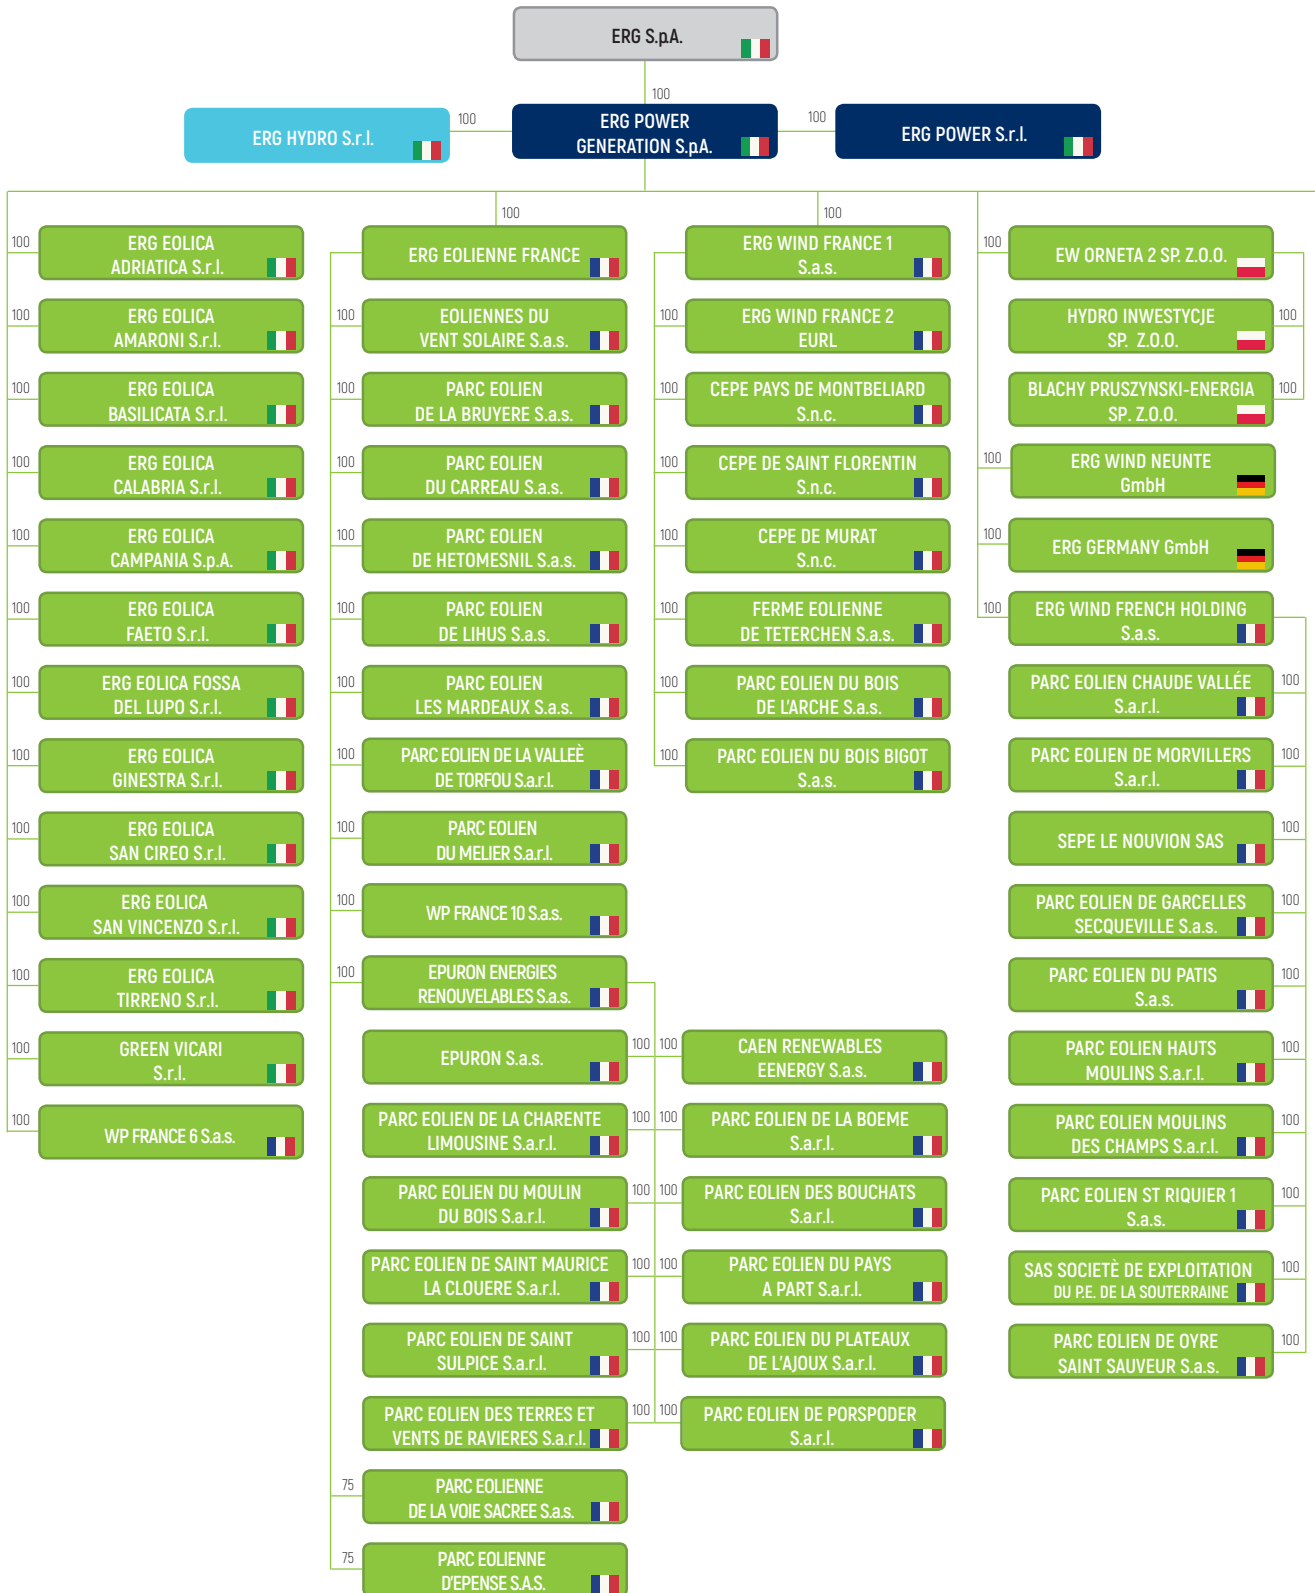 ERG S.p.A.
100
ERG HYDRO S.r.l.
100
ERG POWER
GENERATION S.p.A.
100
ERG POWER S.r.l.
100
ERG EOLICA
ADRIATICA S.r.l.
100
ERG EOLICA
AMARONI S.r.l.
100
ERG EOLICA
BASILICATA S.r.l.
100
ERG EOLICA
CALABRIA S.r.l.
100
ERG EOLICA
CAMPANIA S.p.A.
100
ERG EOLICA
FAETO S.r.l.
100
ERG EOLICA FOSSA
DEL LUPO S.r.l.
100
ERG EOLICA
GINESTRA S.r.l.
100
ERG EOLICA
SAN CIREO S.r.l.
100
ERG EOLICA
SAN VINCENZO S.r.l.
100
ERG EOLICA
TIRRENO S.r.l.
100
GREEN VICARI
S.r.l.
100
WP FRANCE 6 S.a.s.
100
ERG EOLIENNE FRANCE
100
EOLIENNES DU
VENT SOLAIRE S.a.s.
100
PARC EOLIEN
DE LA BRUYERE S.a.s.
100
PARC EOLIEN
DU CARREAU S.a.s.
100
PARC EOLIEN
DE HETOMESNIL S.a.s.
100
PARC EOLIEN
DE LIHUS S.a.s.
100
PARC EOLIEN
LES MARDEAUX S.a.s.
100
PARC EOLIEN DE LA VALLEÈ
DE TORFOU S.a.r.l.
100
PARC EOLIEN
DU MELIER S.a.r.l.
100
WP FRANCE 10 S.a.s.
100
EPURON ENERGIES
RENOUVELABLES S.a.s.
EPURON S.a.s.
100
100
CAEN RENEWABLES
EENERGY S.a.s.
PARC EOLIEN DE LA CHARENTE
LIMOUSINE S.a.r.l.
100
100
PARC EOLIEN DE LA BOEME
S.a.r.l.
PARC EOLIEN DU MOULIN
DU BOIS S.a.r.l.
100
100
PARC EOLIEN DES BOUCHATS
S.a.r.l.
PARC EOLIEN DE SAINT MAURICE
LA CLOUERE S.a.r.l.
100
100
PARC EOLIEN DU PAYS
A PART S.a.r.l.
PARC EOLIEN DE SAINT
SULPICE S.a.r.l.
100
100
PARC EOLIEN DU PLATEAUX
DE L'AJOUX S.a.r.l.
PARC EOLIEN DES TERRES ET
VENTS DE RAVIERES S.a.r.l.
100
100
PARC EOLIEN DE PORSPODER
S.a.r.l.
75
PARC EOLIENNE
DE LA VOIE SACREE S.a.s.
75
PARC EOLIENNE
D'EPENSE S.A.S.
100
ERG WIND FRANCE 1
S.a.s.
100
ERG WIND FRANCE 2
EURL
100
CEPE PAYS DE MONTBELIARD
S.n.c.
100
CEPE DE SAINT FLORENTIN
S.n.c.
100
CEPE DE MURAT
S.n.c.
100
FERME EOLIENNE
DE TETERCHEN S.a.s.
100
PARC EOLIEN DU BOIS
DE L'ARCHE S.a.s.
100
PARC EOLIEN DU BOIS BIGOT
S.a.s.
100
EW ORNETA 2 SP. Z.O.O.
HYDRO INWESTYCJE
SP. Z.O.O.
100
BLACHY PRUSZYNSKI-ENERGIA
SP. Z.O.O.
100
100
ERG WIND NEUNTE
GmbH
100
ERG GERMANY GmbH
100
ERG WIND FRENCH HOLDING
S.a.s.
PARC EOLIEN CHAUDE VALLÉE
S.a.r.l.
100
PARC EOLIEN DE MORVILLERS
S.a.r.l.
100
SEPE LE NOUVION SAS
100
PARC EOLIEN DE GARCELLES
SECQUEVILLE S.a.s.
100
PARC EOLIEN DU PATIS
S.a.s.
100
PARC EOLIEN HAUTS
MOULINS S.a.r.l.
100
PARC EOLIEN MOULINS
DES CHAMPS S.a.r.l.
100
PARC EOLIEN ST RIQUIER 1
S.a.s.
100
SAS SOCIETÈ DE EXPLOITATION
DU P.E. DE LA SOUTERRAINE
100
PARC EOLIEN DE OYRE
SAINT SAUVEUR S.a.s.
100